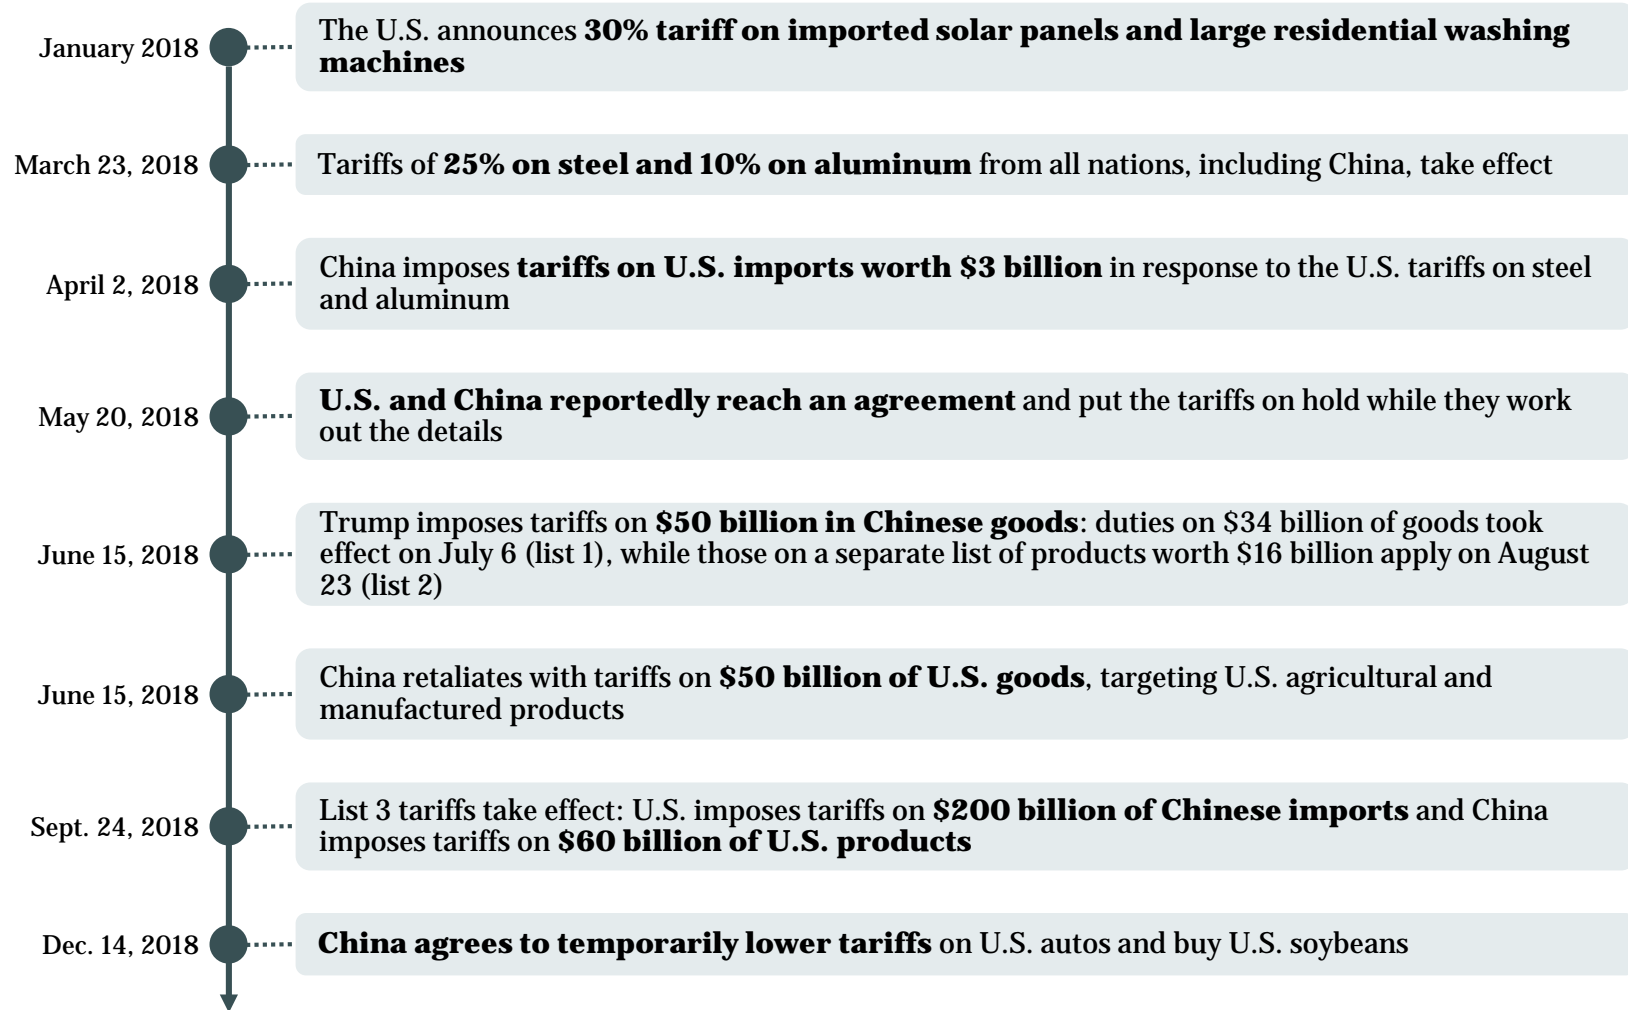 January 2018
The U.S. announces 30% tariff on imported solar panels and large residential washing
machines
March 23, 2018
Tariffs of 25% on steel and 10% on aluminum from all nations, including China, take effect
April 2, 2018
China imposes tariffs on U.S. imports worth $3 billion in response to the U.S. tariffs on steel
and aluminum
May 20, 2018
U.S. and China reportedly reach an agreement and put the tariffs on hold while they work
out the details
June 15, 2018
Trump imposes tariffs on $50 billion in Chinese goods: duties on $34 billion of goods took
effect on July 6 (list 1), while those on a separate list of products worth $16 billion apply on August
23 (list 2)
June 15, 2018
China retaliates with tariffs on $50 billion of U.S. goods, targeting U.S. agricultural and
manufactured products
Sept. 24, 2018
List 3 tariffs take effect: U.S. imposes tariffs on $200 billion of Chinese imports and China
imposes tariffs on $60 billion of U.S. products
Dec. 14, 2018
China agrees to temporarily lower tariffs on U.S. autos and buy U.S. soybeans